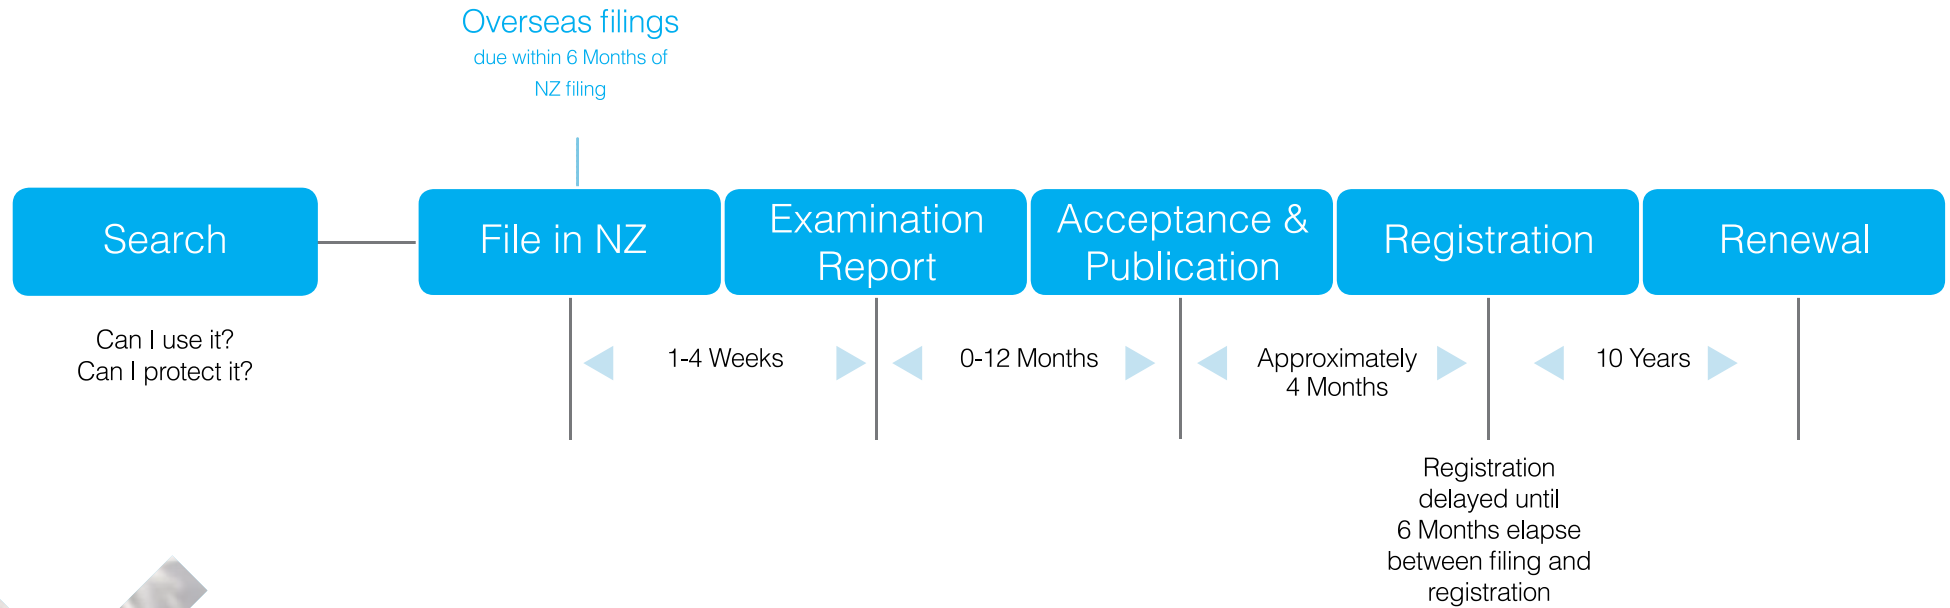 Overseas filings
due within 6 Months of
NZ filing
Search
File in NZ
Examination
Report
Acceptance &
Publication
Registration
Renewal
Can I use it?
Can I protect it?
1-4 Weeks
0-12 Months
Approximately
4 Months
10 Years
Registration
delayed until
6 Months elapse
between filing and
registration